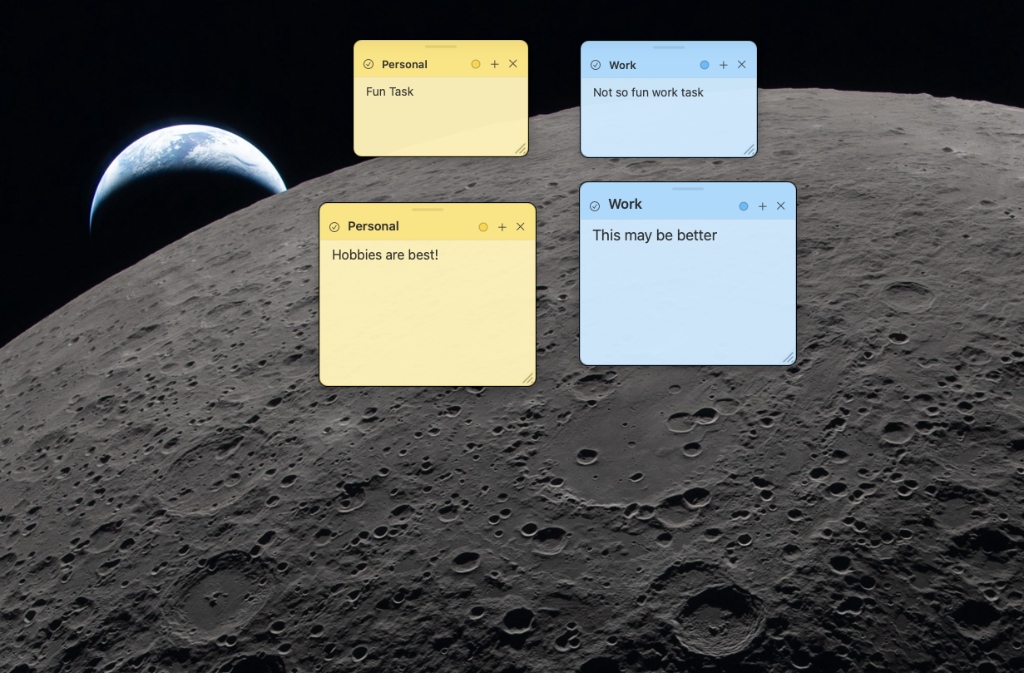 Personal
Fun Task
Work
Not so fun work task
Personal
Hobbies are best!
Work
This may be better